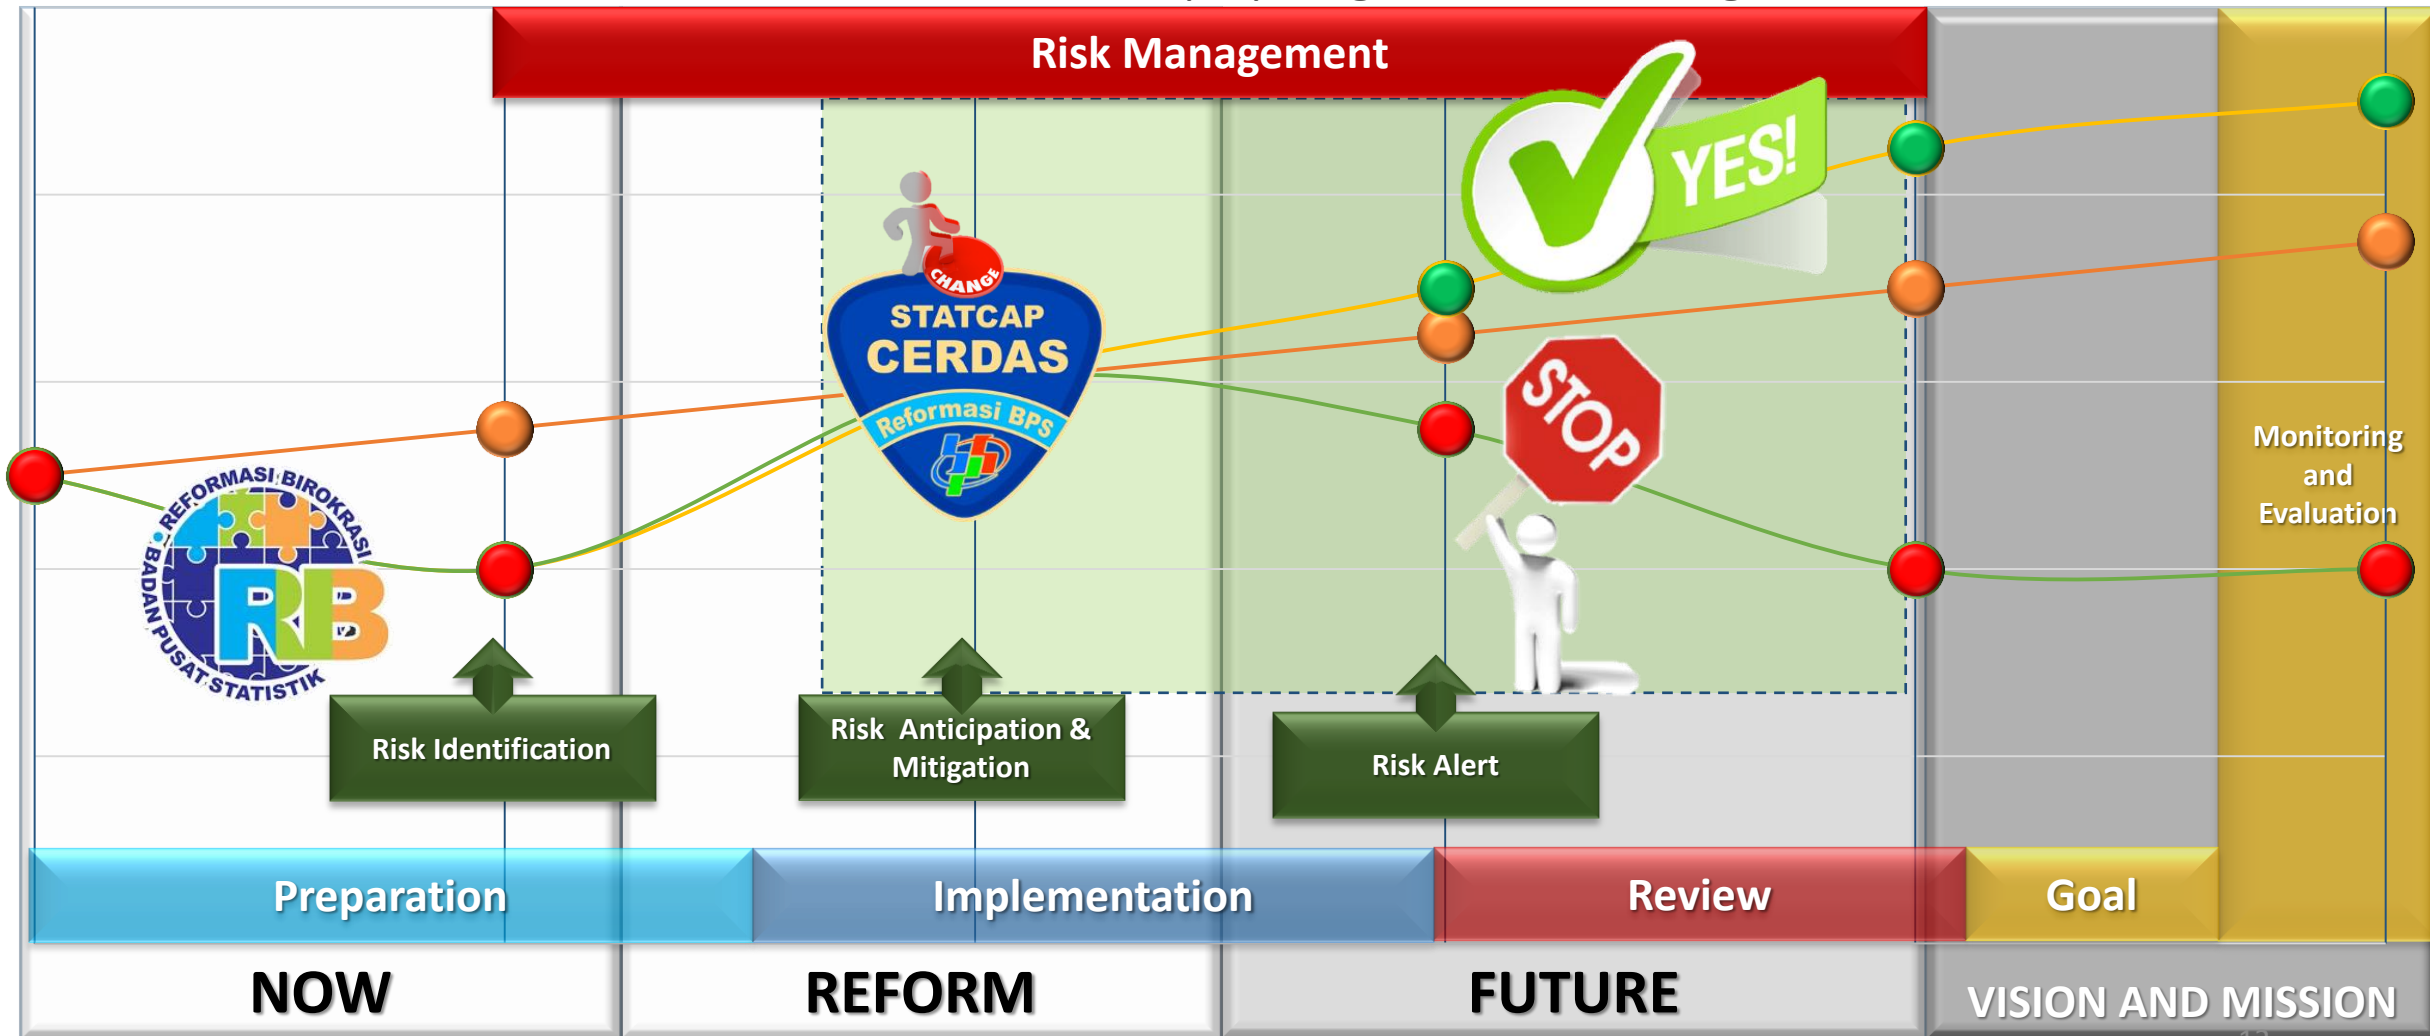 Risk Management
YES!
CHANGE
STATCAP
CERDAS
Reformasi BPS
STOP
Monitoring
and
Evaluation
REFORMASI BIROKRASI
BADAN PUSAT STATISTIK
RB
Risk Identification
Risk Anticipation &
Mitigation
Risk Alert
Preparation
Implementation
Review
Goal
NOW
REFORM
FUTURE
VISION AND MISSION